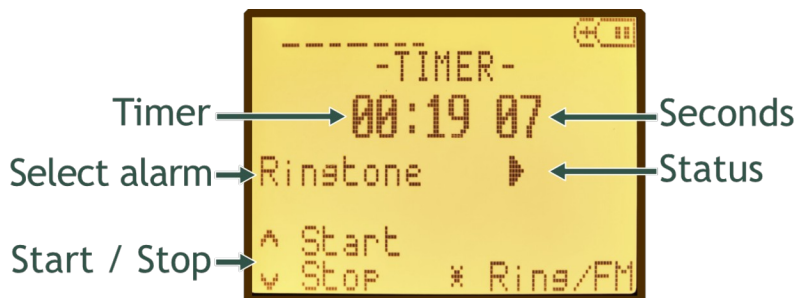 -TIMER-
Timer 00:19 07 Seconds
Select alarm Ringtone Status
^ Start
Start / Stop
v Stop * Ring/FM